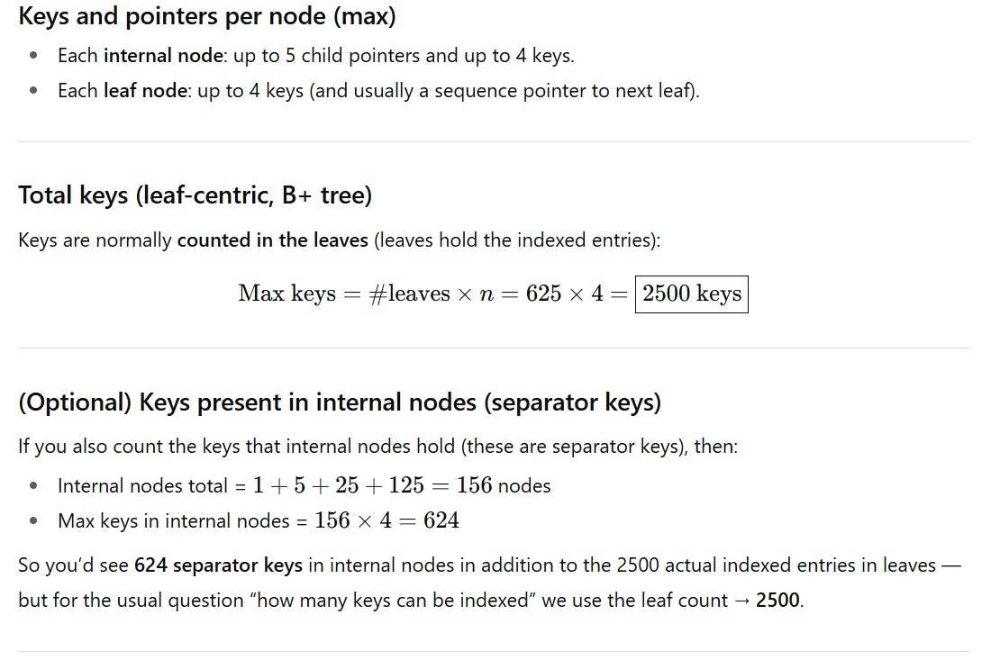 Keys and pointers per node (max)
• Each internal node: up to 5 child pointers and up to 4 keys.
• Each leaf node: up to 4 keys (and usually a sequence pointer to next leaf).
Total keys (leaf-centric, B+ tree)
Keys are normally counted in the leaves (leaves hold the indexed entries):
Max keys = #leaves × n = 625 × 4 = 2500 keys
(Optional) Keys present in internal nodes (separator keys)
If you also count the keys that internal nodes hold (these are separator keys), then:
• Internal nodes total = 1 + 5 + 25 + 125 = 156 nodes
• Max keys in internal nodes = 156 × 4 = 624
So you’d see 624 separator keys in internal nodes in addition to the 2500 actual indexed entries in leaves —
but for the usual question “how many keys can be indexed” we use the leaf count → 2500.